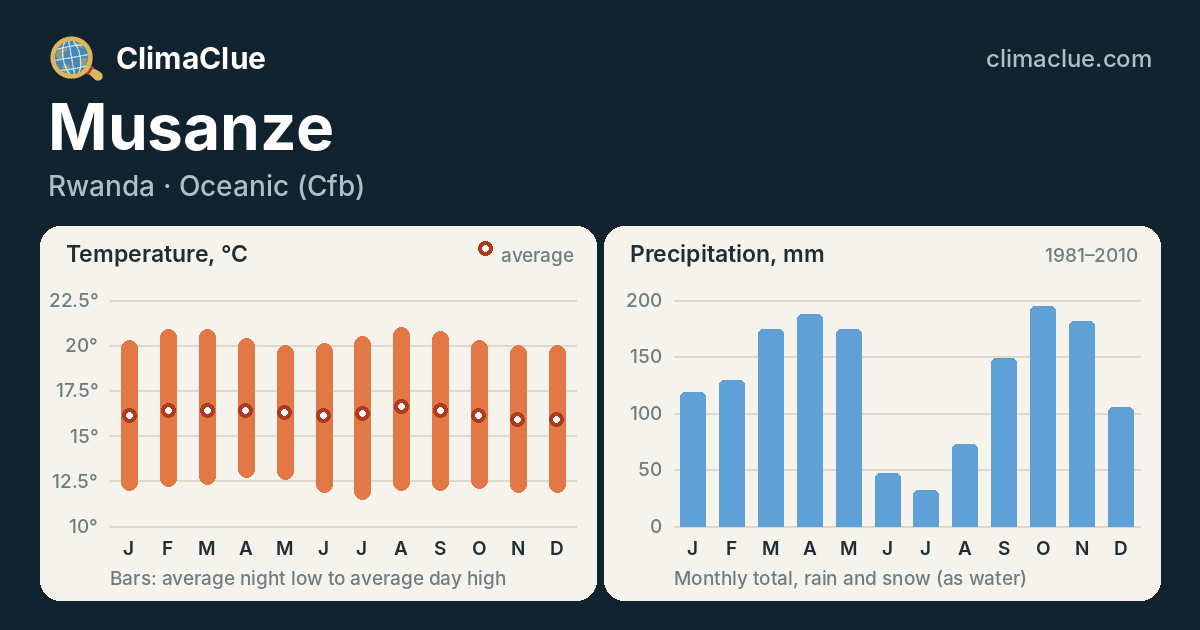 ClimaClue
climaclue.com
Musanze
Rwanda · Oceanic (Cfb)
Temperature, °C
average
22.5°
20°
17.5°
15°
12.5°
10°
J F M A M J J A S O N D
Bars: average night low to average day high
Precipitation, mm
1981–2010
200
150
100
50
0
J F M A M J J A S O N D
Monthly total, rain and snow (as water)